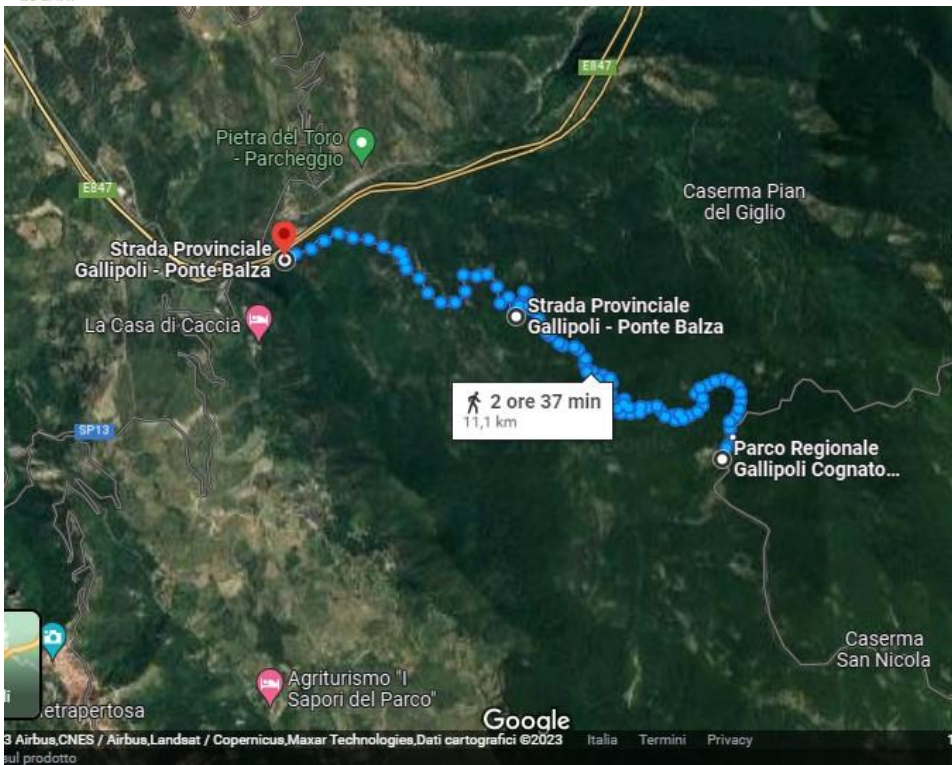 E847
Pietra del Toro
- Parcheggio
E847
Caserma Pian
del Giglio
Strada Provinciale
Gallipoli - Ponte Balza
La Casa di Caccia
Strada Provinciale
Gallipoli - Ponte Balza
2 ore 37 min
11,1 km
SP13
Parco Regionale
Gallipoli Cognato...
Caserma
San Nicola
Agriturismo "I
Sapori del Parco"
etrapertosa
Google
3 Airbus,CNES / Airbus,Landsat / Copernicus,Maxar Technologies,Dati cartografici ©2023 Italia Termini Privacy
sul prodotto